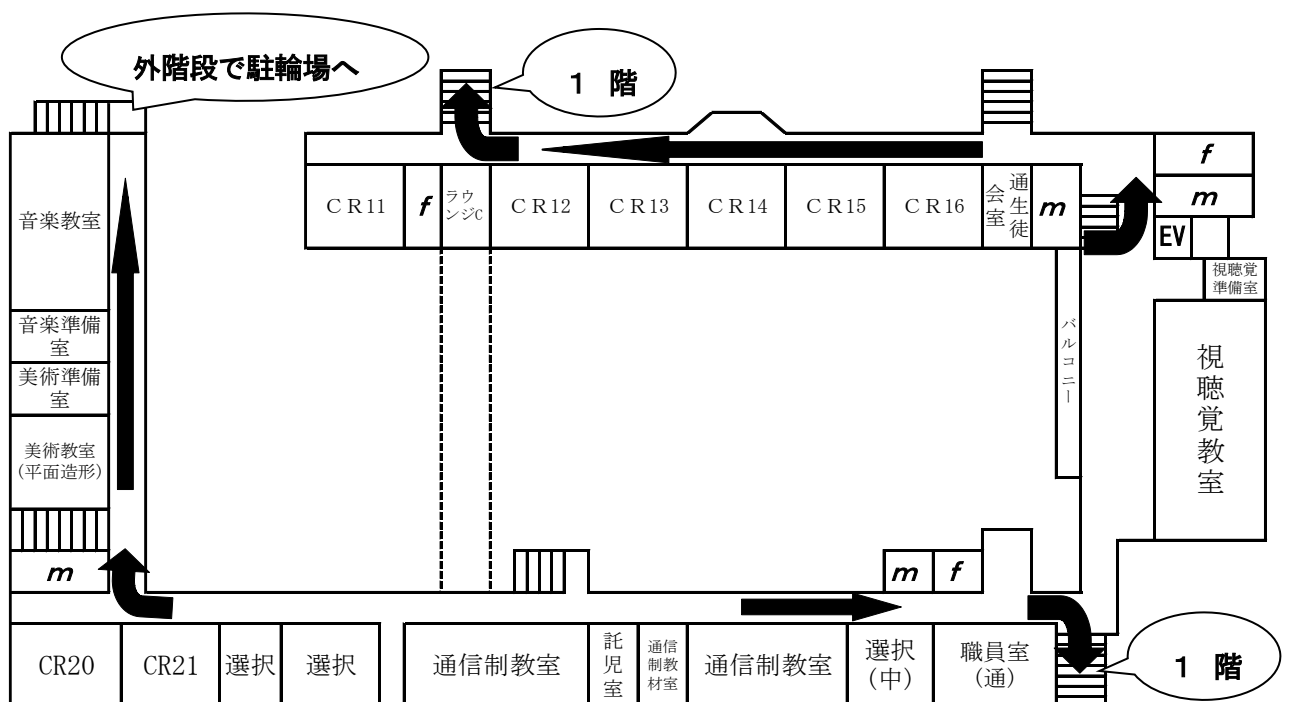 外階段で駐輪場へ
1 階
CR11
f
ラウ
ンジC
CR12
CR13
CR14
CR15
CR16
通生徒
会室
m
f
m
EV
視聴覚
準備室
視聴覚教室
バルコニー
音楽教室
音楽準備
室
美術準備
室
美術教室
(平面造形)
m
m
f
CR20
CR21
選択
選択
通信制教室
託児室
通信
制教
材室
通信制教室
選択
(中)
職員室
(通)
1 階